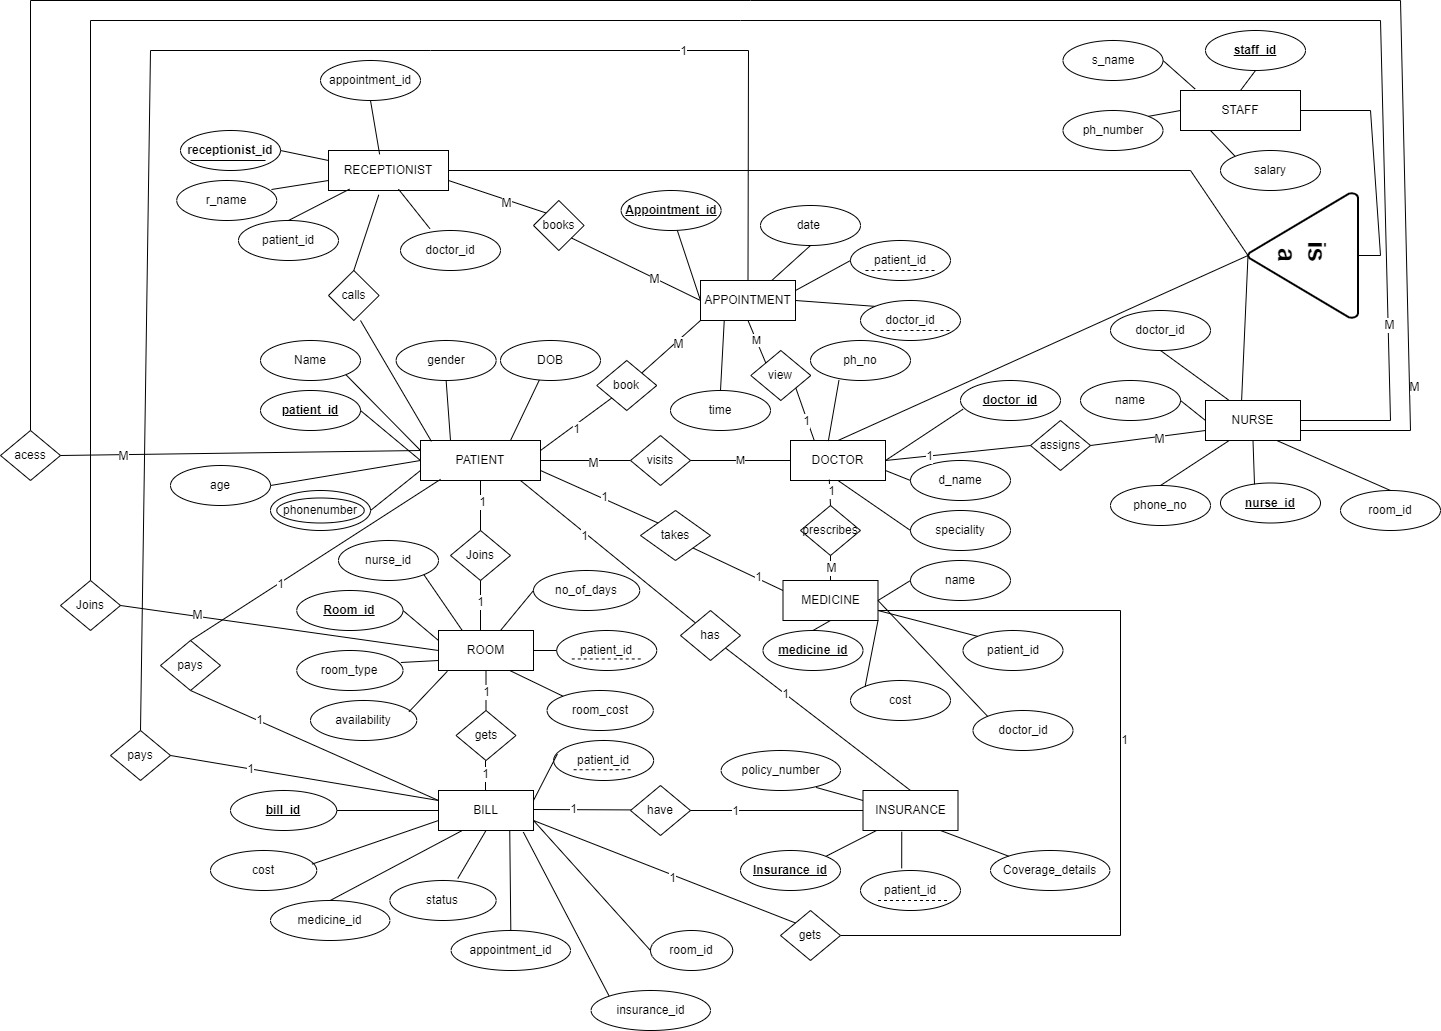 1
s_name
staff_id
appointment_id
STAFF
ph_number
receptionist_id
RECEPTIONIST
salary
r_name
M
Appointment_id
date
patient_id
doctor_id
books
is a
patient_id
M
calls
APPOINTMENT
doctor_id
M
doctor_id
M
M
Name
gender
DOB
ph_no
book
view
M
patient_id
time
doctor_id
name
NURSE
1
1
acess
M
PATIENT
M
visits
M
DOCTOR
1
assigns
M
age
d_name
phonenumber
1
1
1
phone_no
nurse_id
room_id
prescribes
speciality
1
takes
nurse_id
Joins
M
1
no_of_days
1
name
Joins
M
Room_id
1
MEDICINE
has
pays
room_type
ROOM
patient_id
medicine_id
patient_id
1
1
cost
availability
room_cost
1
gets
doctor_id
1
pays
1
1
patient_id
policy_number
bill_id
BILL
1
have
1
INSURANCE
cost
1
Insurance_id
Coverage_details
status
patient_id
medicine_id
gets
appointment_id
room_id
insurance_id